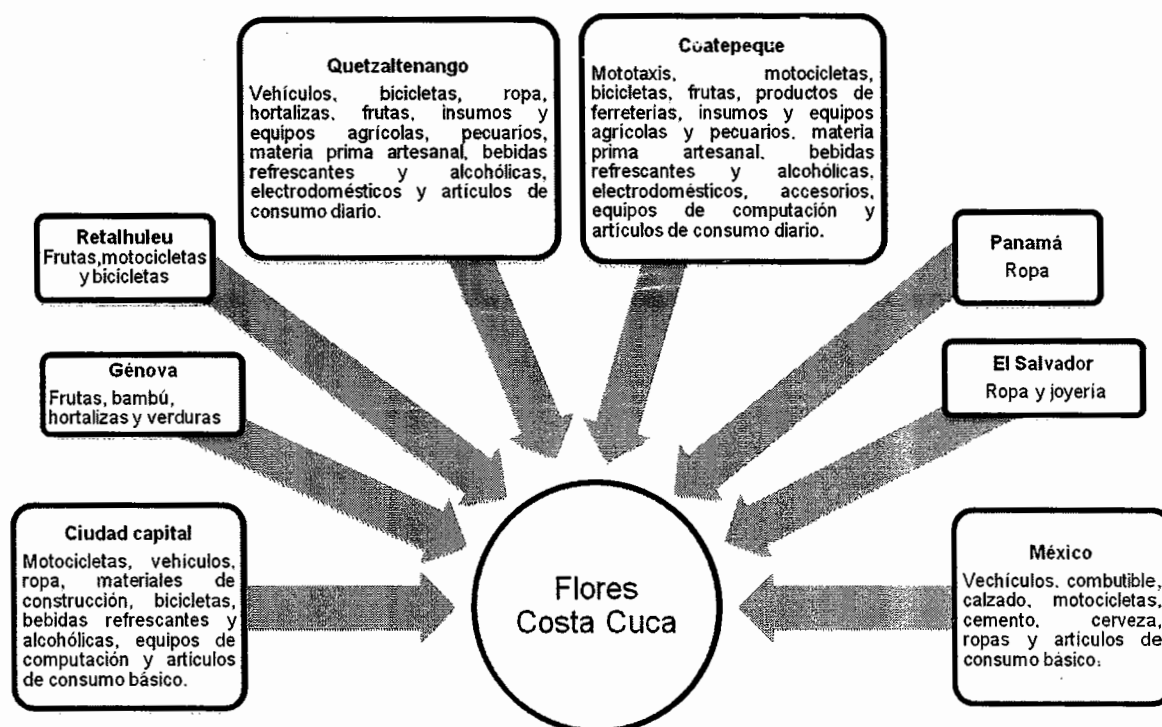 Quetzaltenango
Vehículos, bicicletas, ropa,
hortalizas, frutas, insumos y
equipos agrícolas, pecuarios,
materia prima artesanal, bebidas
refrescantes y alcohólicas,
electrodomésticos y artículos de
consumo diario.
Coatepeque
Mototaxis, motocicletas,
bicicletas, frutas, productos de
ferreterías, insumos y equipos
agrícolas y pecuarios. materia
prima artesanal. bebidas
refrescantes y alcohólicas,
electrodomésticos, accesorios,
equipos de computación y
artículos de consumo diario.
Retalhuleu
Frutas,motocicletas
y bicicletas
Panamá
Ropa
Génova
Frutas, bambú,
hortalizas y verduras
El Salvador
Ropa y joyería
Ciudad capital
Motocicletas, vehículos,
ropa, materiales de
construcción, bicicletas,
bebidas refrescantes y
alcohólicas, equipos de
computación y artículos
de consumo básico.
Flores
Costa Cuca
México
Vechículos, combutible,
calzado, motocicletas,
cemento, cerveza,
ropas y artículos de
consumo básico.